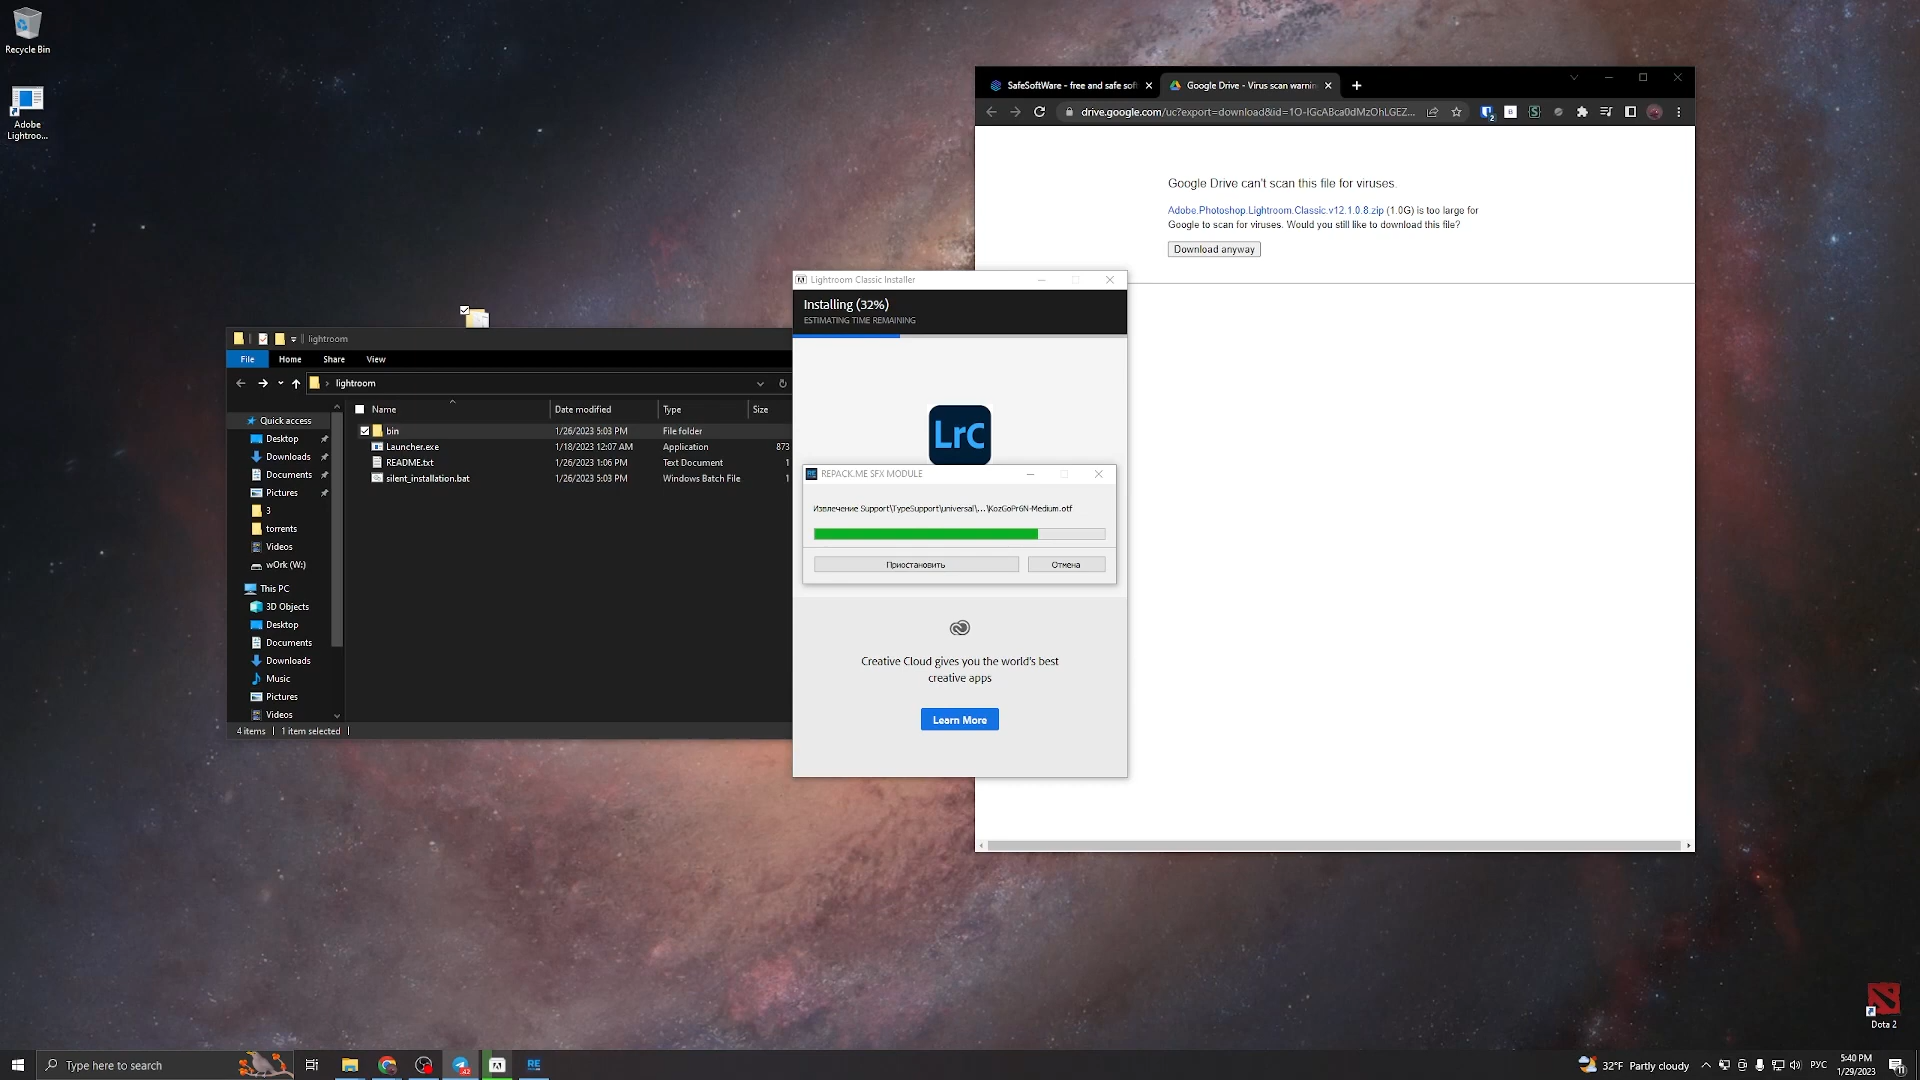 Recycle Bin
Adobe
Lightroo...
SafeSoftWare - free and safe sof
Google Drive - Virus scan warnin
drive.google.com/uc?export=download&id=1O-IGcABca0dMzOhLGEZ...
Google Drive can't scan this file for viruses.
Adobe.Photoshop.Lightroom.Classic.v12.1.0.8.zip (1.0G) is too large for
Google to scan for viruses. Would you still like to download this file?
Download anyway
Lightroom Classic Installer
Installing (32%)
ESTIMATING TIME REMAINING
LrC
REPACK.ME SFX MODULE
Извлечение Support\TypeSupport\universal\...\KozGoPr6N-Medium.otf
Приостановить
Отмена
Creative Cloud gives you the world's best
creative apps
Learn More
lightroom
File
Home
Share
View
lightroom
Name
Date modified
Type
Size
bin
1/26/2023 5:03 PM
File folder
Launcher.exe
1/18/2023 12:07 AM
Application
873
README.txt
1/26/2023 1:06 PM
Text Document
1
silent_installation.bat
1/26/2023 5:03 PM
Windows Batch File
1
Quick access
Desktop
Downloads
Documents
Pictures
3
torrents
Videos
wOrk (W:)
This PC
3D Objects
Desktop
Documents
Downloads
Music
Pictures
Videos
4 items
1 item selected
Dota 2
Type here to search
RE
32°F Partly cloudy
РУС
5:40 PM
1/29/2023